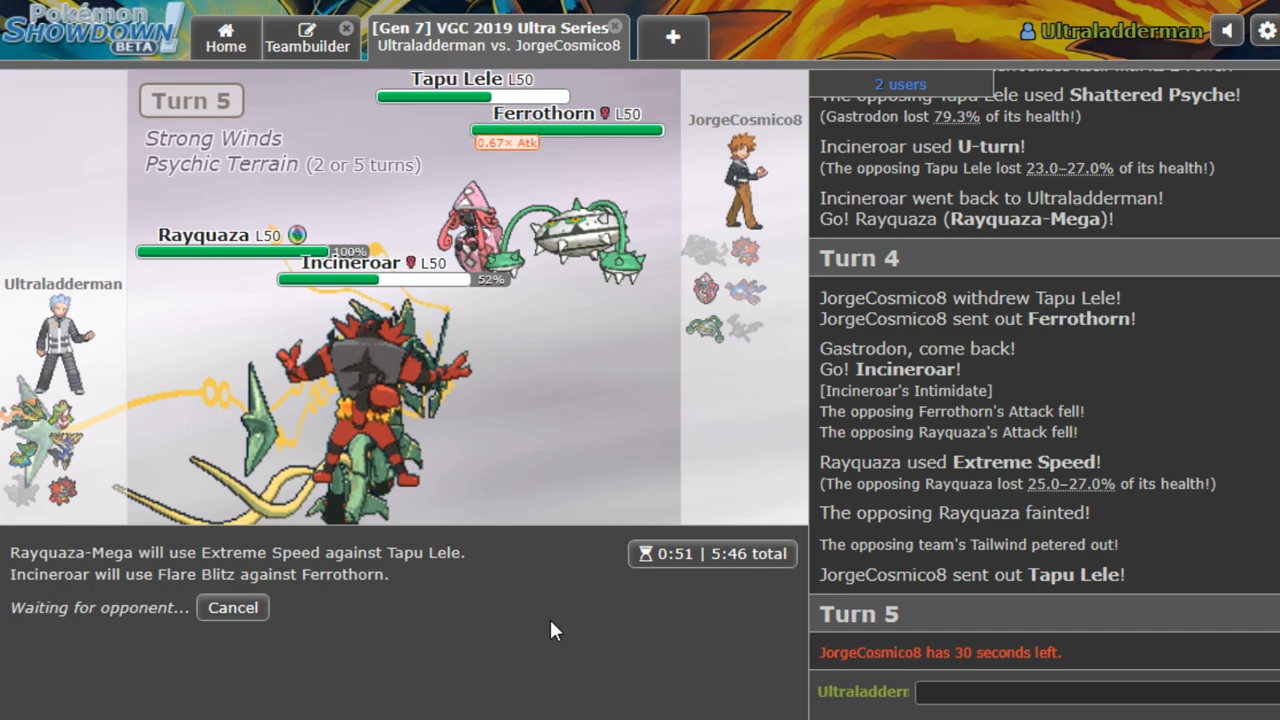 Pokémon
SHOWDOWN!
BETA
Home
Teambuilder
[Gen 7] VGC 2019 Ultra Series
Ultraladderman vs. JorgeCosmico8
+
Ultraladderman
Turn 5
Strong Winds
Psychic Terrain (2 or 5 turns)
Tapu Lele L50
Ferrothorn L50
0.67× Atk
Rayquaza L50
100%
Incineroar L50
52%
Ultraladderman
JorgeCosmico8
Rayquaza-Mega will use Extreme Speed against Tapu Lele.
Incineroar will use Flare Blitz against Ferrothorn.
Waiting for opponent... Cancel
0:51 | 5:46 total
2 users
The opposing Tapu Lele used Shattered Psyche!
(Gastrodon lost 79.3% of its health!)
Incineroar used U-turn!
(The opposing Tapu Lele lost 23.0–27.0% of its health!)
Incineroar went back to Ultraladderman!
Go! Rayquaza (Rayquaza-Mega)!
Turn 4
JorgeCosmico8 withdrew Tapu Lele!
JorgeCosmico8 sent out Ferrothorn!
Gastrodon, come back!
Go! Incineroar!
[Incineroar's Intimidate]
The opposing Ferrothorn's Attack fell!
The opposing Rayquaza's Attack fell!
Rayquaza used Extreme Speed!
(The opposing Rayquaza lost 25.0–27.0% of its health!)
The opposing Rayquaza fainted!
The opposing team's Tailwind petered out!
JorgeCosmico8 sent out Tapu Lele!
Turn 5
JorgeCosmico8 has 30 seconds left.
Ultraladderm